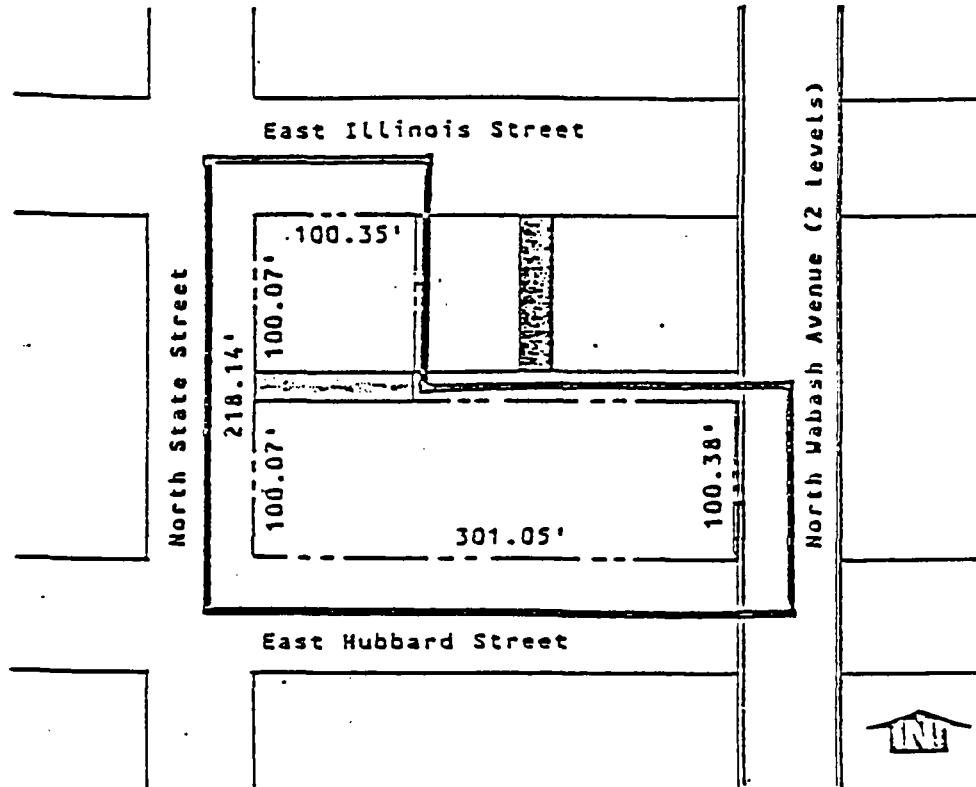 East Illinois Street
100.35'
100.07'
North State Street
218.14'
100.07'
100.38'
301.05'
North Wabash Avenue (2 levels)
East Hubbard Street
N